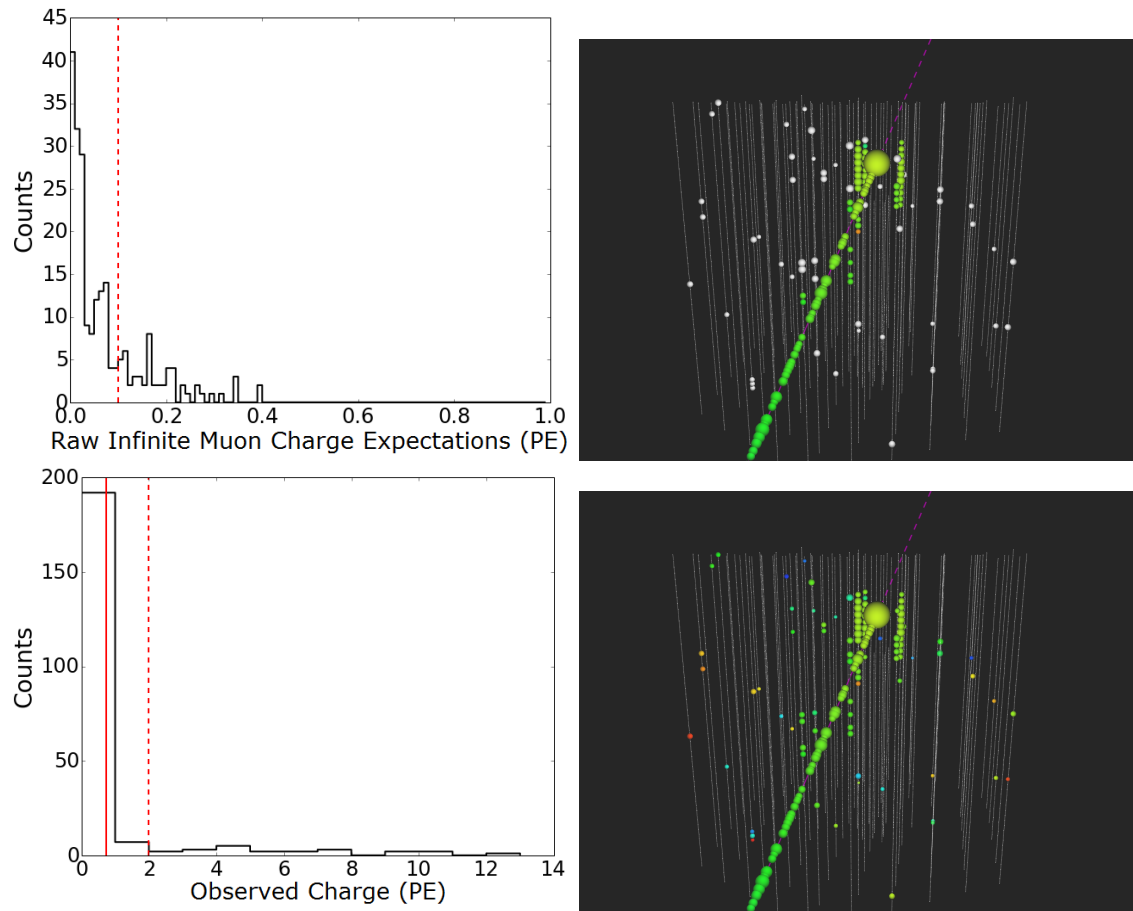 45
40
35
30
25
20
15
10
5
0
Counts
0.0 0.2 0.4 0.6 0.8 1.0
Raw Infinite Muon Charge Expectations (PE)
200
150
100
50
0
Counts
0 2 4 6 8 10 12 14
Observed Charge (PE)